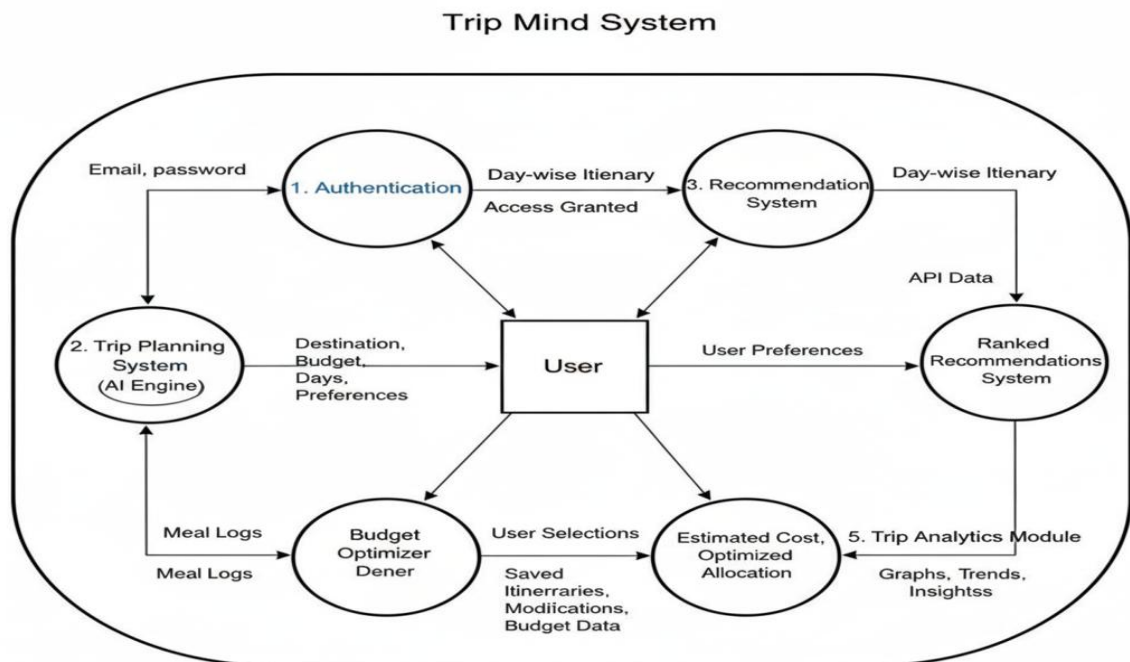 Trip Mind System
Email, password
1. Authentication
Day-wise Itienary
Access Granted
3. Recommendation
System
Day-wise Itienary
API Data
2. Trip Planning
System
(AI Engine)
Destination,
Budget,
Days,
Preferences
User
User Preferences
Ranked
Recommendations
System
Meal Logs
Meal Logs
Budget
Optimizer
Dener
User Selections
Saved
Itinerraries,
Modiications,
Budget Data
Estimated Cost,
Optimized
Allocation
5. Trip Analytics Module
Graphs, Trends,
Insightss